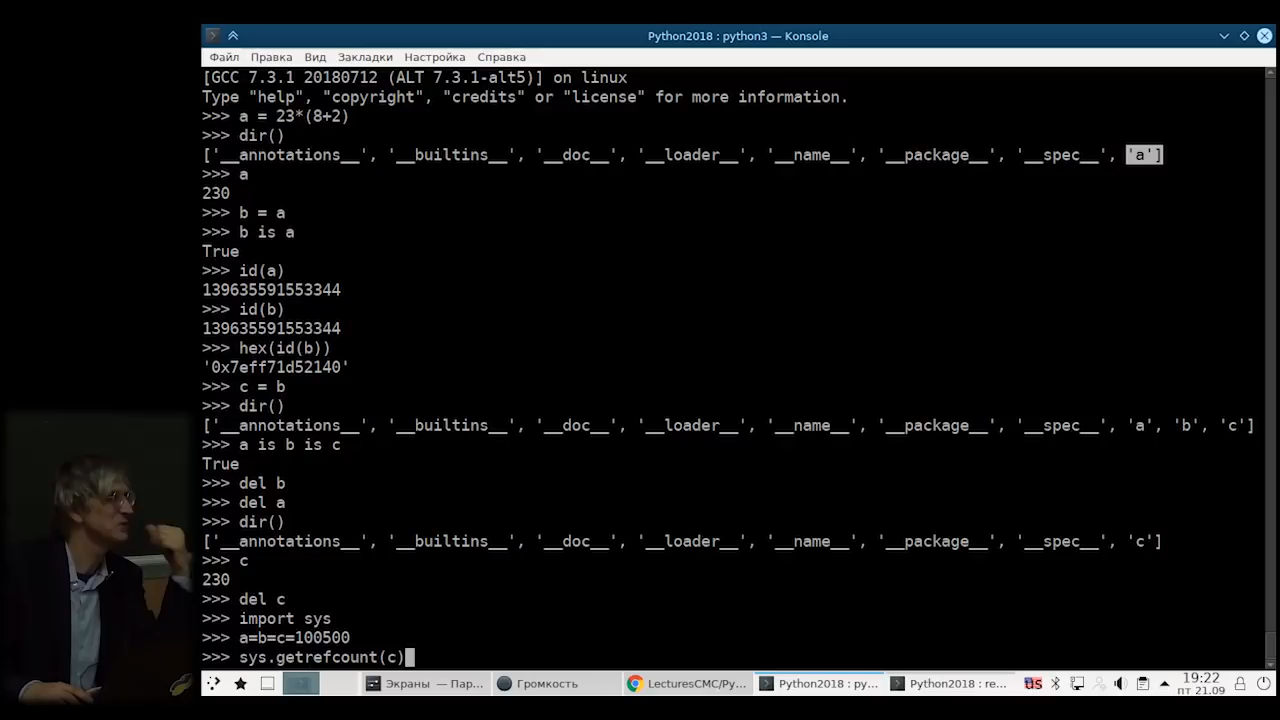 Python2018 : python3 — Konsole
Файл Правка Вид Закладки Настройка Справка
[GCC 7.3.1 20180712 (ALT 7.3.1-alt5)] on linux
Type "help", "copyright", "credits" or "license" for more information.
>>> a = 23*(8+2)
>>> dir()
['__annotations__', '__builtins__', '__doc__', '__loader__', '__name__', '__package__', '__spec__', 'a']
>>> a
230
>>> b = a
>>> b is a
True
>>> id(a)
139635591553344
>>> id(b)
139635591553344
>>> hex(id(b))
'0x7eff71d52140'
>>> c = b
>>> dir()
['__annotations__', '__builtins__', '__doc__', '__loader__', '__name__', '__package__', '__spec__', 'a', 'b', 'c']
>>> a is b is c
True
>>> del b
>>> del a
>>> dir()
['__annotations__', '__builtins__', '__doc__', '__loader__', '__name__', '__package__', '__spec__', 'c']
>>> c
230
>>> del c
>>> import sys
>>> a=b=c=100500
>>> sys.getrefcount(c)
Экраны — Пар... Громкость LecturesCMC/Py... Python2018 : py... Python2018 : re... us 19:22
пт 21.09